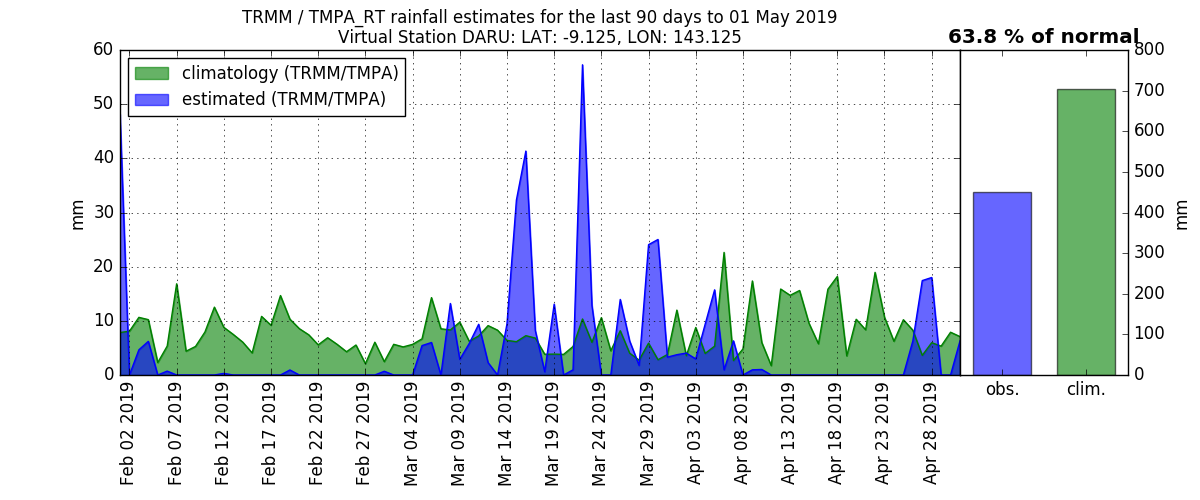 TRMM / TMPA_RT rainfall estimates for the last 90 days to 01 May 2019
Virtual Station DARU: LAT: -9.125, LON: 143.125
63.8 % of normal
climatology (TRMM/TMPA)
estimated (TRMM/TMPA)
60
50
40
30
20
10
0
mm
800
700
600
500
400
300
200
100
0
mm
Feb 02 2019
Feb 07 2019
Feb 12 2019
Feb 17 2019
Feb 22 2019
Feb 27 2019
Mar 04 2019
Mar 09 2019
Mar 14 2019
Mar 19 2019
Mar 24 2019
Mar 29 2019
Apr 03 2019
Apr 08 2019
Apr 13 2019
Apr 18 2019
Apr 23 2019
Apr 28 2019
obs.
clim.